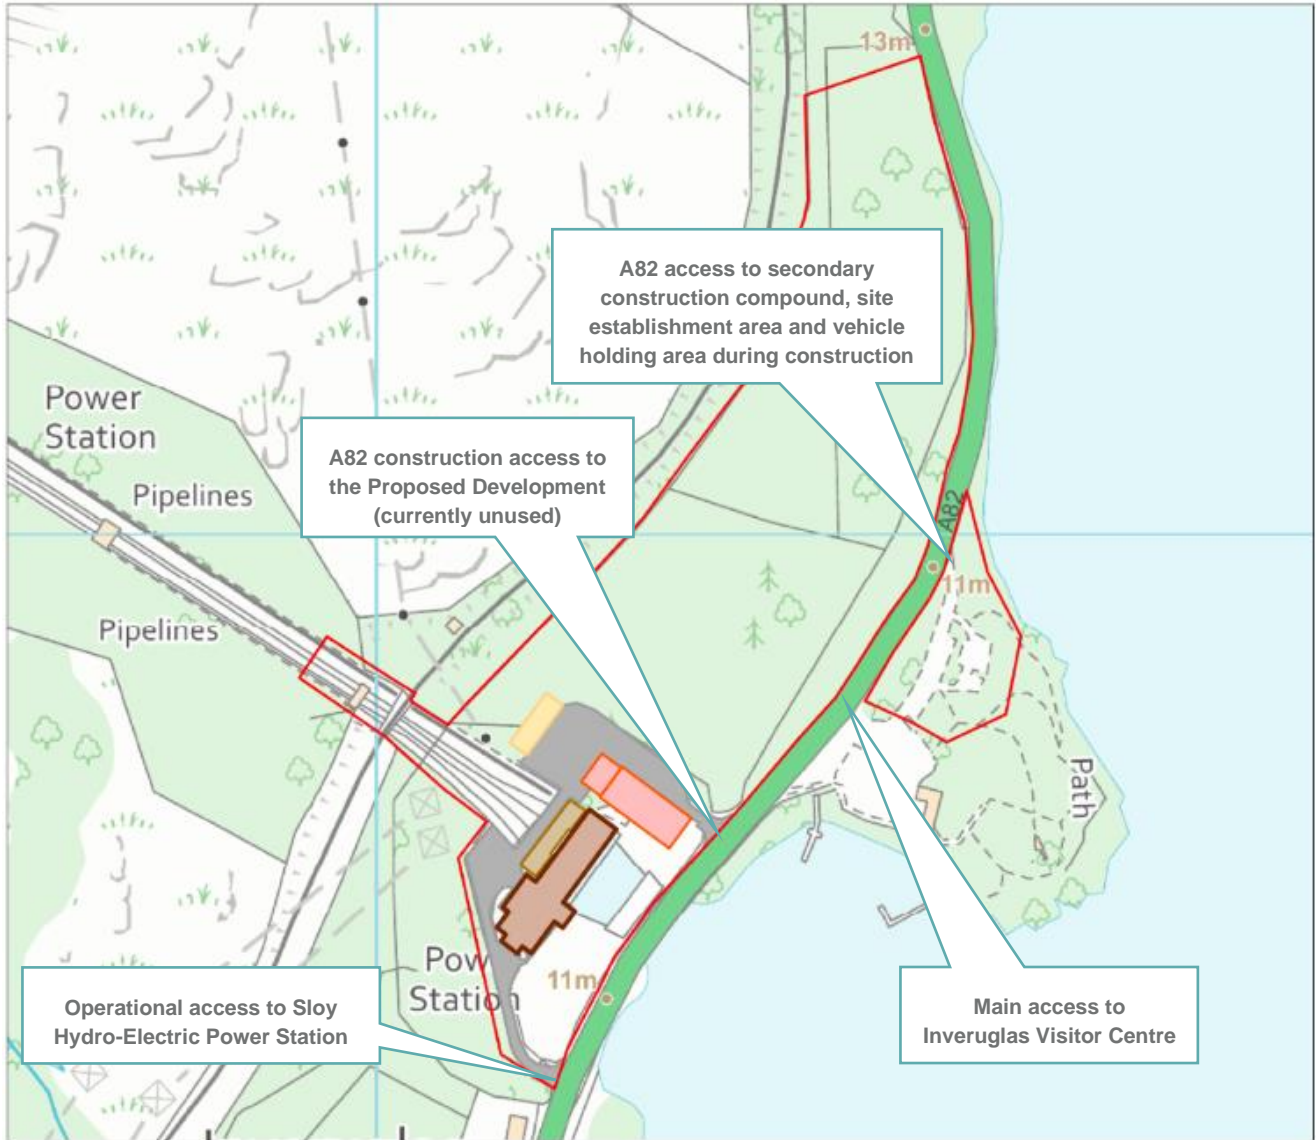 13m
A82 access to secondary
construction compound, site
establishment area and vehicle
holding area during construction
Power
Station
A82 construction access to
the Proposed Development
(currently unused)
Pipelines
A82
11m
Pipelines
Path
Pow
Station
11m
Operational access to Sloy
Hydro-Electric Power Station
Main access to
Inveruglas Visitor Centre